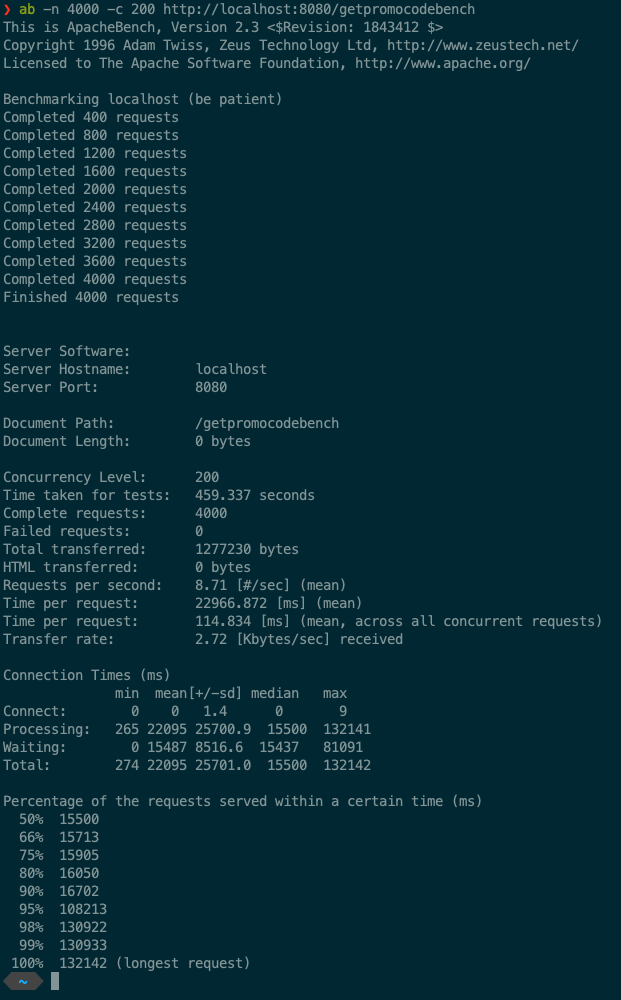 ❯ ab -n 4000 -c 200 http://localhost:8080/getpromocodebench
This is ApacheBench, Version 2.3 <$Revision: 1843412 $>
Copyright 1996 Adam Twiss, Zeus Technology Ltd, http://www.zeustech.net/
Licensed to The Apache Software Foundation, http://www.apache.org/

Benchmarking localhost (be patient)
Completed 400 requests
Completed 800 requests
Completed 1200 requests
Completed 1600 requests
Completed 2000 requests
Completed 2400 requests
Completed 2800 requests
Completed 3200 requests
Completed 3600 requests
Completed 4000 requests
Finished 4000 requests


Server Software:
Server Hostname:        localhost
Server Port:            8080

Document Path:          /getpromocodebench
Document Length:        0 bytes

Concurrency Level:      200
Time taken for tests:   459.337 seconds
Complete requests:      4000
Failed requests:        0
Total transferred:      1277230 bytes
HTML transferred:       0 bytes
Requests per second:    8.71 [#/sec] (mean)
Time per request:       22966.872 [ms] (mean)
Time per request:       114.834 [ms] (mean, across all concurrent requests)
Transfer rate:          2.72 [Kbytes/sec] received

Connection Times (ms)
              min  mean[+/-sd] median   max
Connect:        0    0   1.4      0       9
Processing:   265 22095 25700.9  15500  132141
Waiting:        0 15487 8516.6  15437   81091
Total:        274 22095 25701.0  15500  132142

Percentage of the requests served within a certain time (ms)
  50%  15500
  66%  15713
  75%  15905
  80%  16050
  90%  16702
  95%  108213
  98%  130922
  99%  130933
 100%  132142 (longest request)
~